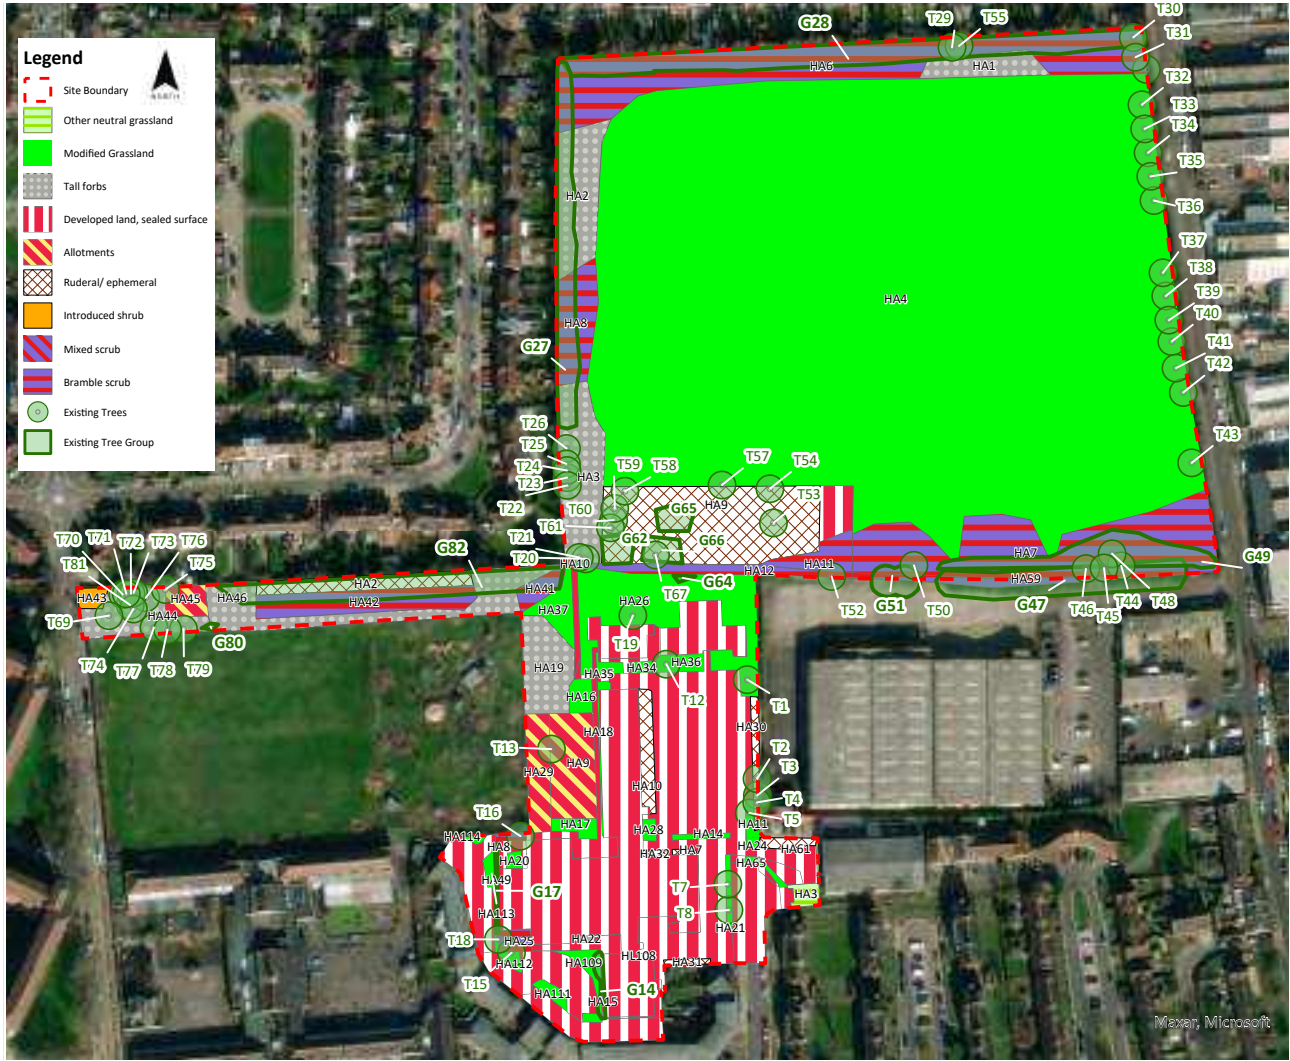 Legend
NORTH
Site Boundary
Other neutral grassland
Modified Grassland
Tall forbs
Developed land, sealed surface
Allotments
Ruderal/ ephemeral
Introduced shrub
Mixed scrub
Bramble scrub
Existing Trees
Existing Tree Group
G28
T29
T55
T30
T31
HA6
HA1
T32
T33
T34
T35
T36
HA2
T37
T38
HA4
T39
T40
HA8
T41
G27
T42
T26
T25
T43
T24
HA3
T59
T58
T57
T54
T23
T22
T60
HA9
T53
G65
T61
T21
G62
G66
T20
G82
HA10
HA12
HA11
HA7
G49
T70
T71
T72
T73
T76
T75
T81
HA43
HA45
HA46
HA2
HA42
HA41
G64
T67
HA59
T52
G51
T50
G47
T46
T45
T44
T48
T69
HA44
HA37
HA26
G80
T74
T77
T78
T79
T19
HA19
HA35
HA34
HA36
HA16
T12
T1
HA18
HA30
T13
HA29
HA9
T2
T3
HA10
T4
T5
T16
HA17
HA28
HA11
HA114
HA8
HA14
HA20
HA32
HA7
HA24
HA61
HA65
HA49
G17
T7
HA3
HA113
T8
HA21
T18
HA25
HA22
HA112
HA109
HL108
HA31
T15
HA111
HA15
G14
Maxar, Microsoft